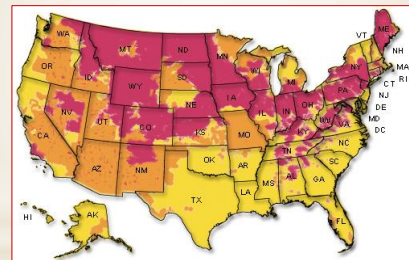 WA
MT
ND
MN
VT
ME
OR
ID
WY
SD
WI
MI
NY
NH
MA
RI
CT
NJ
DE
MD
DC
NV
UT
CO
NE
IA
IL
IN
OH
PA
WV
VA
KY
CA
AZ
NM
KS
MO
OK
AR
TN
NC
SC
MS
AL
GA
TX
LA
FL
HI
AK